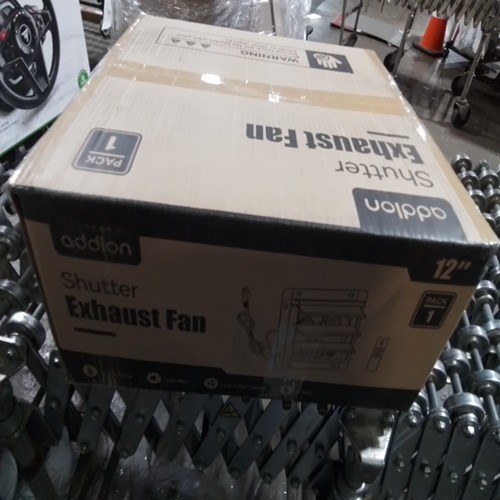 WARNING
PACK
1
Shutter
Exhaust Fan
addlon
addlon
12"
Shutter
Exhaust Fan
PACK
1